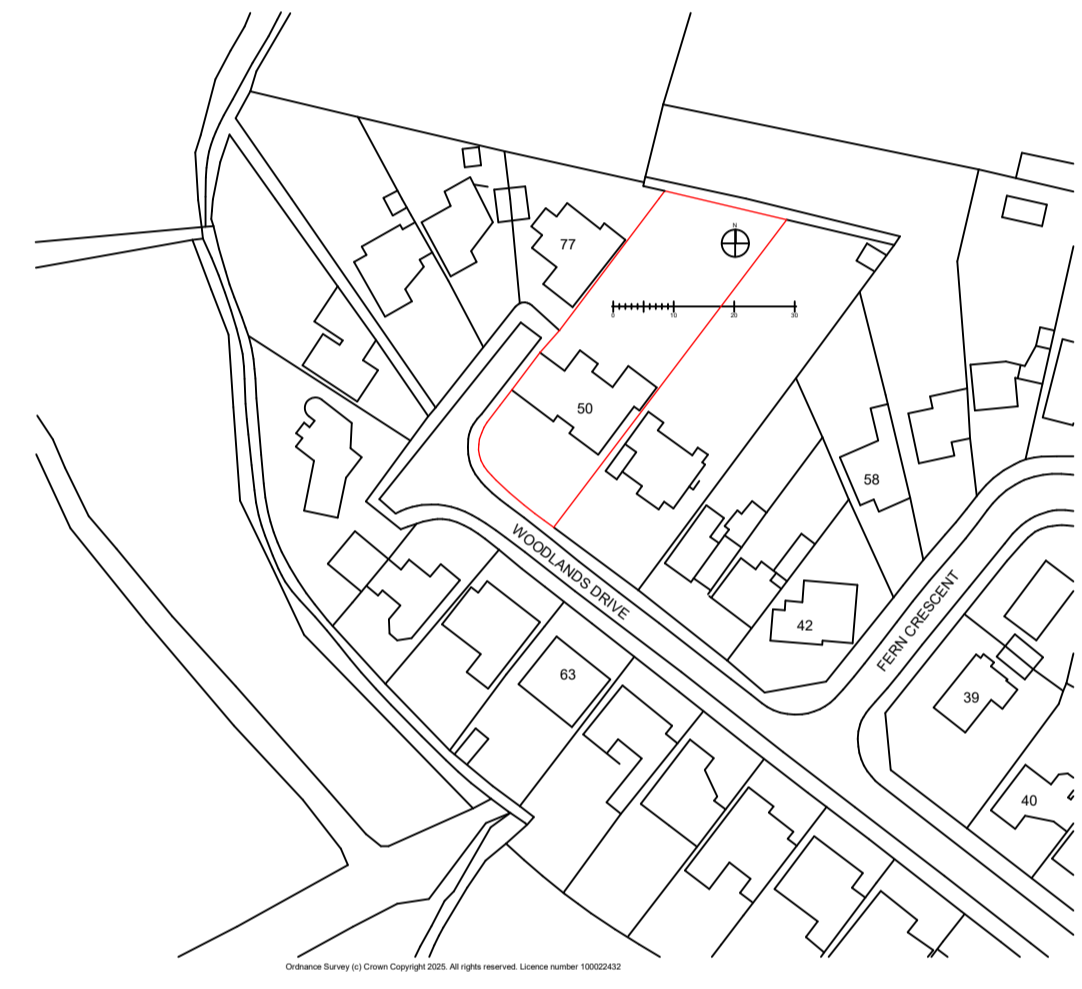 N
77
0 10 20 30
50
58
WOODLANDS DRIVE
42
FERN CRESCENT
63
39
40
Ordnance Survey (c) Crown Copyright 2025. All rights reserved. Licence number 100022432